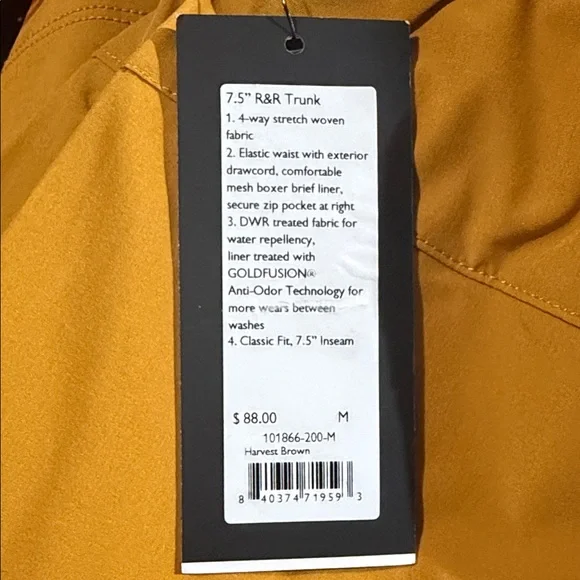 7.5” R&R Trunk
1. 4-way stretch woven
fabric
2. Elastic waist with exterior
drawcord, comfortable
mesh boxer brief liner,
secure zip pocket at right
3. DWR treated fabric for
water repellency,
liner treated with
GOLDFUSION®
Anti-Odor Technology for
more wears between
washes
4. Classic Fit, 7.5” Inseam
$ 88.00 M
101866-200-M
Harvest Brown
8 40374 71959 3